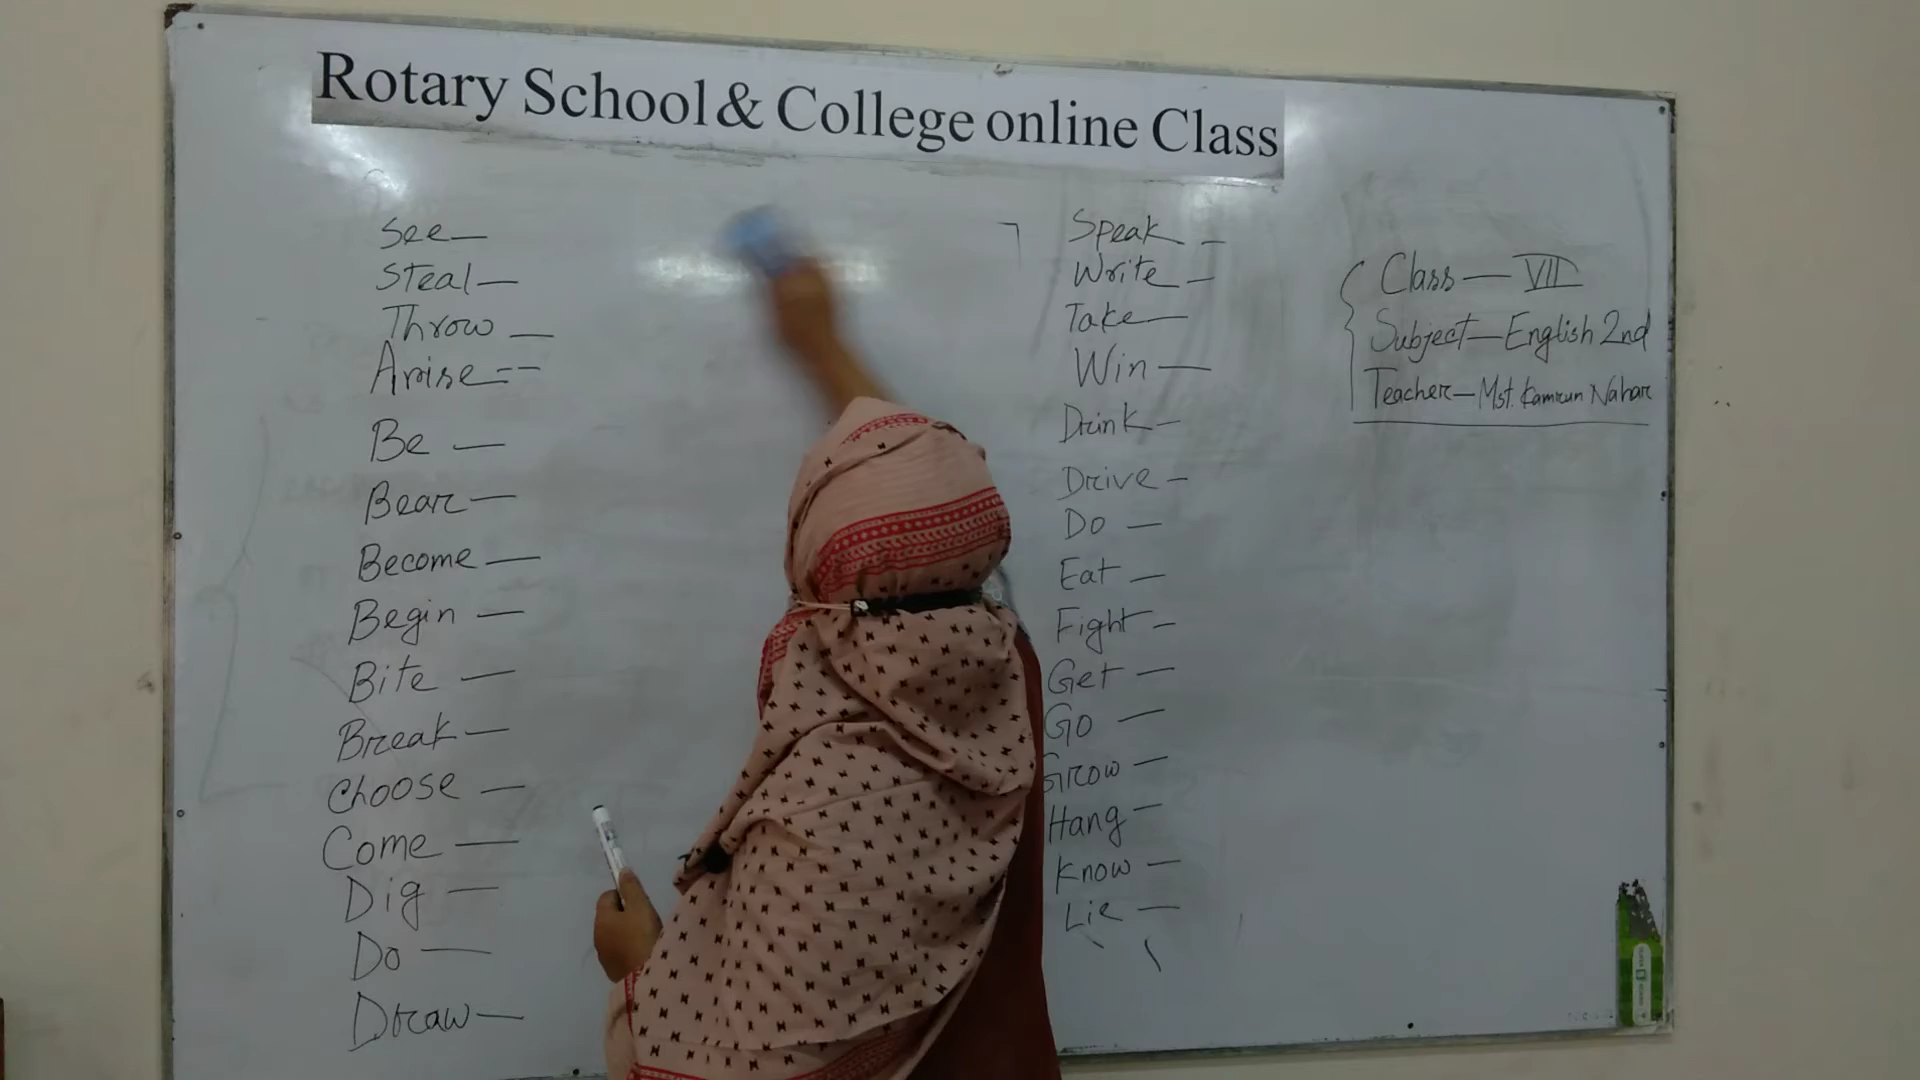 Rotary School & College online Class
See —
Steal —
Throw —
Arise --
Be —
Bear —
Become —
Begin —
Bite —
Break —
Choose —
Come —
Dig —
Do —
Draw —
Speak -
Write -
Take —
Win —
Drink -
Drive -
Do —
Eat —
Fight -
Get —
Go —
Grow —
Hang —
Know —
Lie —
Class — VII
Subject — English 2nd
Teacher — Mst. Kamrun Nahar